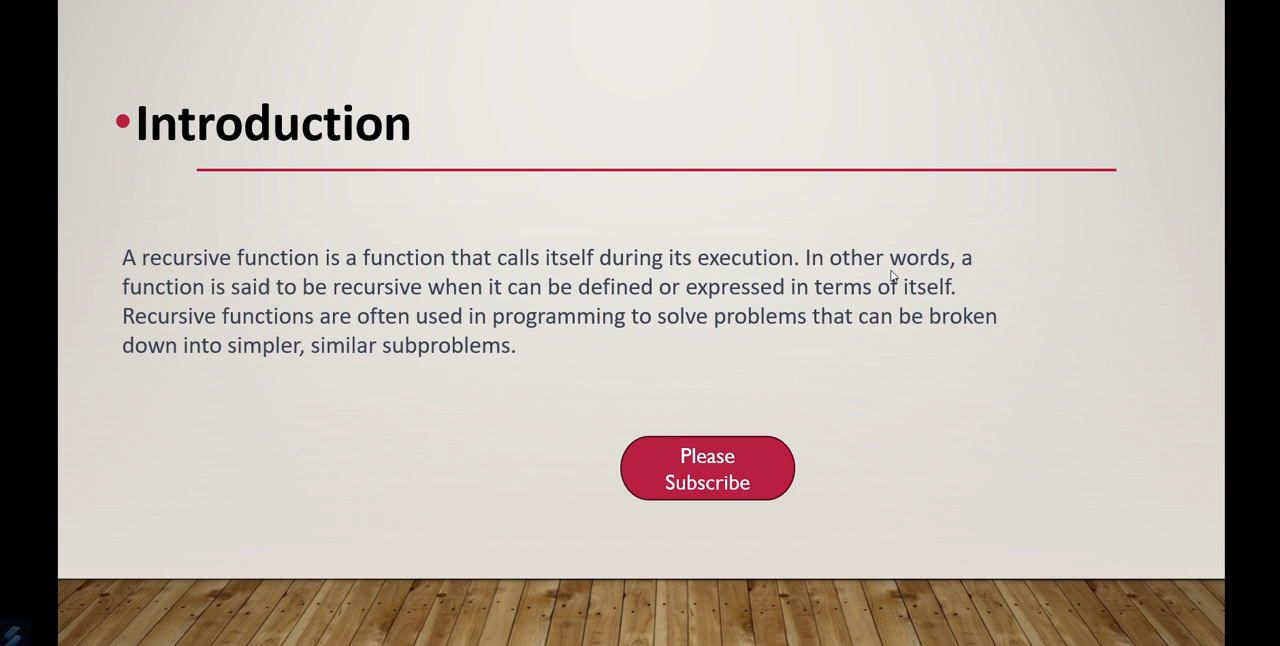 •Introduction
A recursive function is a function that calls itself during its execution. In other words, a
function is said to be recursive when it can be defined or expressed in terms of itself.
Recursive functions are often used in programming to solve problems that can be broken
down into simpler, similar subproblems.
Please
Subscribe